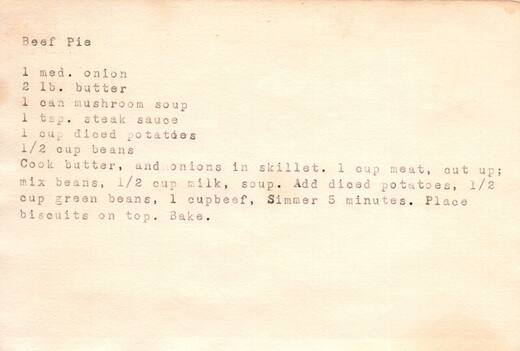 Beef Pie
1 med. onion
2 lb. butter
1 can mushroom soup
1 tsp. steak sauce
1 cup diced potatoes
1/2 cup beans
Cook butter, and onions in skillet. 1 cup meat, cut up;
mix beans, 1/2 cup milk, soup. Add diced potatoes, 1/2
cup green beans, 1 cupbeef, Simmer 5 minutes. Place
biscuits on top. Bake.